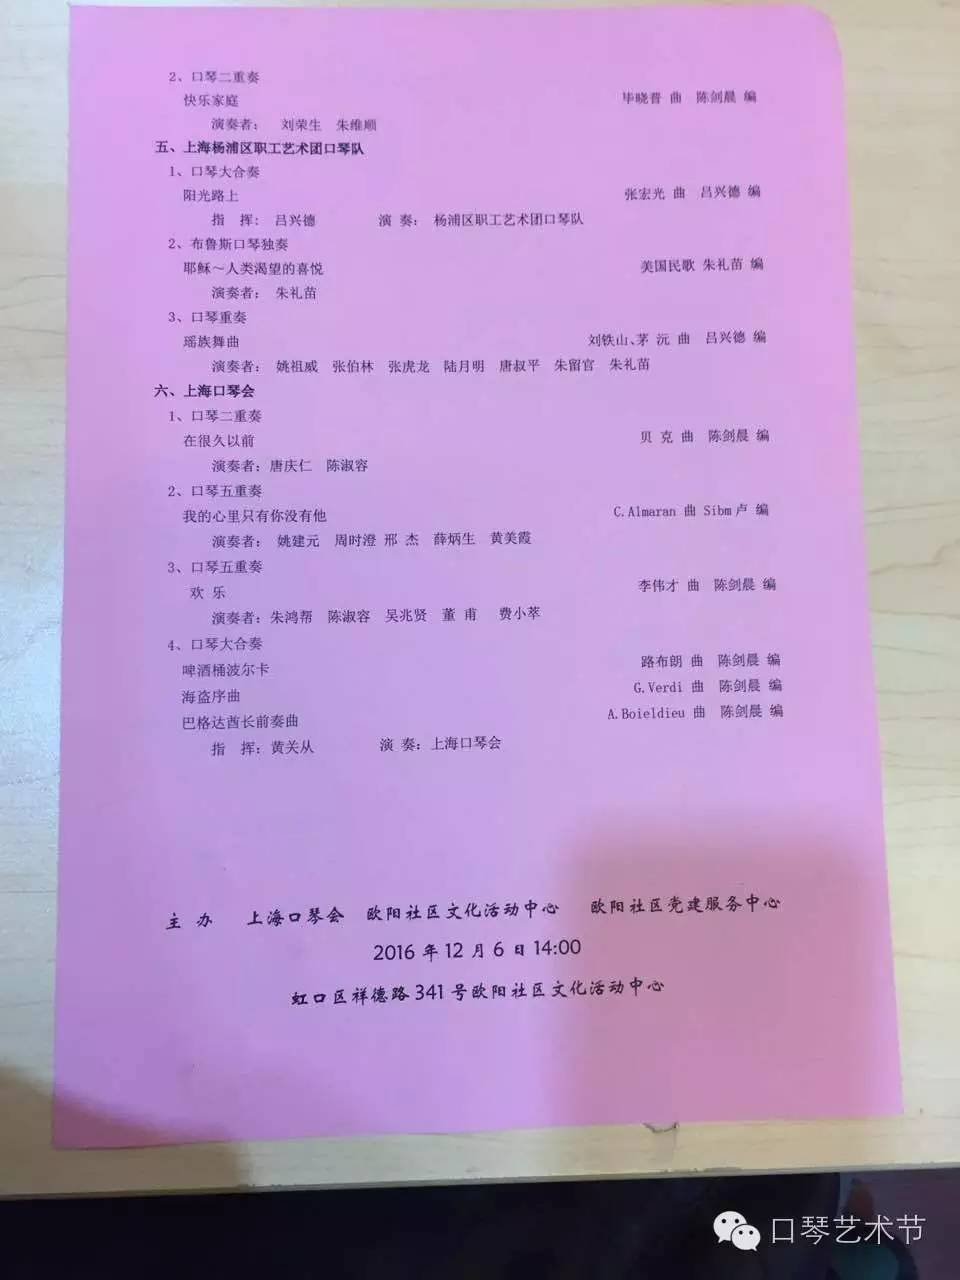 2、口琴二重奏
快乐家庭 毕晓普 曲 陈剑晨 编
演奏者： 刘荣生 朱维顺
五、上海杨浦区职工艺术团口琴队
1、口琴大合奏
阳光路上 张宏光 曲 吕兴德 编
指 挥： 吕兴德 演 奏： 杨浦区职工艺术团口琴队
2、布鲁斯口琴独奏
耶稣～人类渴望的喜悦 美国民歌 朱礼苗 编
演奏者： 朱礼苗
3、口琴重奏
瑶族舞曲 刘铁山、茅 沅 曲 吕兴德 编
演奏者： 姚祖威 张伯林 张虎龙 陆月明 唐叔平 朱留官 朱礼苗
六、上海口琴会
1、口琴二重奏
在很久以前 贝 克 曲 陈剑晨 编
演奏者：唐庆仁 陈淑容
2、口琴五重奏
我的心里只有你没有他 C.Almaran 曲 Sibm卢 编
演奏者： 姚建元 周时澄 邢 杰 薛炳生 黄美霞
3、口琴五重奏
欢 乐 李伟才 曲 陈剑晨 编
演奏者：朱鸿帮 陈淑容 吴兆贤 董 甫 费小萃
4、口琴大合奏
啤酒桶波尔卡 路布朗 曲 陈剑晨 编
海盗序曲 G.Verdi 曲 陈剑晨 编
巴格达酋长前奏曲 A.Boieldieu 曲 陈剑晨 编
指 挥：黄关从 演 奏：上海口琴会
主 办 上海口琴会 欧阳社区文化活动中心 欧阳社区党建服务中心
2016 年 12 月 6 日 14:00
虹口区祥德路 341 号欧阳社区文化活动中心
口琴艺术节